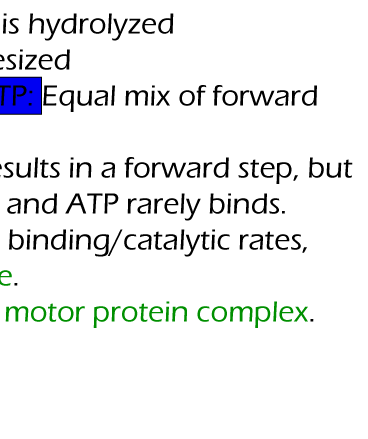 is hydrolyzed
esized
TP: Equal mix of forward
esults in a forward step, but
and ATP rarely binds.
binding/catalytic rates,
e.
motor protein complex.